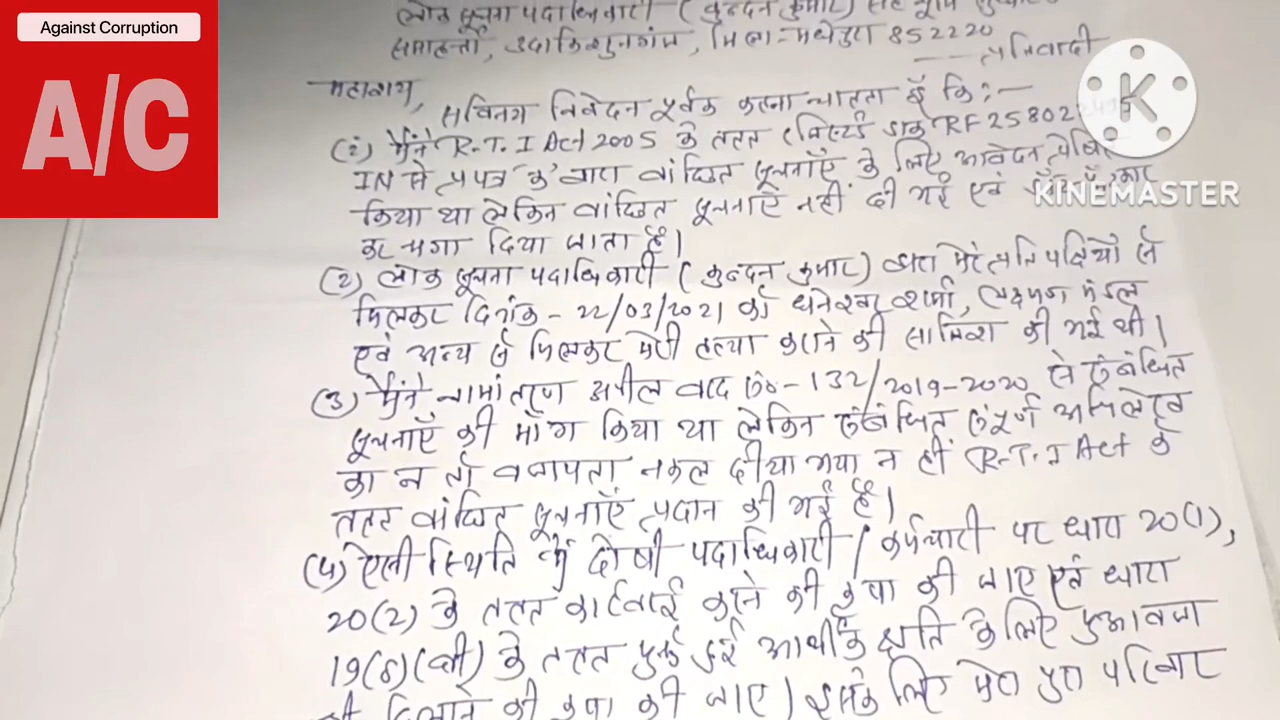 Against Corruption
A/C
लोक सूचना पदाधिकारी (कुन्दन कुमार) सह भूमि सुधार
समाहर्त्ता, उदाकिशुनगंज, जिला-मधेपुरा 852220
प्रतिवादी
महाशय,
सविनय निवेदन पूर्वक कहना चाहता हूँ कि:-
(1) मैंने R.T.I Act 2005 के तहत रजिस्टर्ड डाक RF258022
IN से प्रपत्र 'क' द्वारा वांछित सूचनाएँ के लिए आवेदन प्रेषित
किया था लेकिन वांछित सूचनाएँ नहीं दी गई एवं
कर भगा दिया जाता है।
(2) लोक सूचना पदाधिकारी (कुन्दन कुमार) द्वारा मेरे प्रतिपक्षियों से
मिलकर दिनांक - 22/03/2021 को धनेश्वर शर्मा, लक्षमण मंडल
एवं अन्य से मिलकर मेरी हत्या कराने की साजिश की गई थी।
(3) मैंने नामांतरण अपील वाद सं०-132/2019-2020 से संबंधित
सूचनाएँ की माँग किया था लेकिन संबंधित संपूर्ण अभिलेख
का न तो नकल दीया गया न ही R.T.I Act के
तहत वांछित सूचनाएँ प्रदान की गई है।
(4) ऐसी स्थिति में दोषी पदाधिकारी / कर्मचारी पर धारा 20(1),
20(2) के तहत कार्रवाई करने की कृपा की जाए एवं धारा
19(8)(बी) के तहत मुझे हुई आर्थीक क्षति के लिए मुआवजा
भी दिलाने की कृपा की जाए। इसके लिए मेरा पुरा परिवार
KINEMASTER